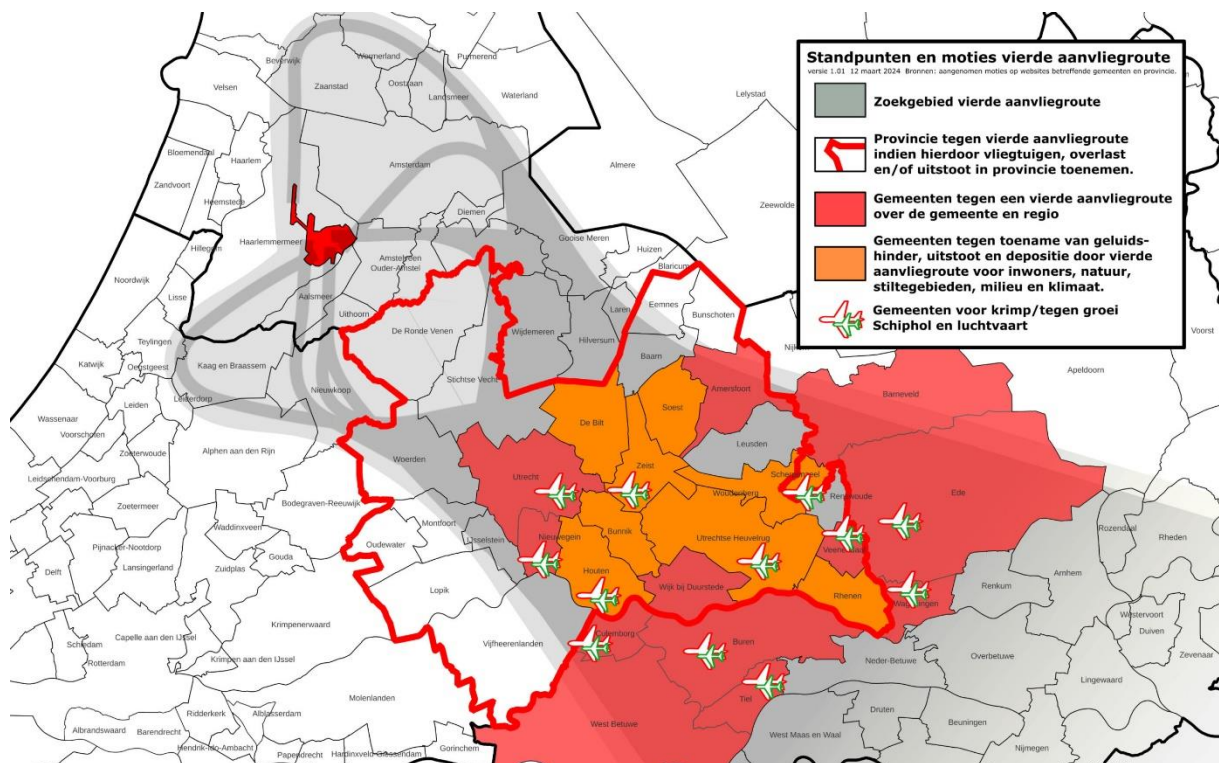 Standpunten en moties vierde aanvliegroute
versie 1.01 12 maart 2024 Bronnen: aangenomen moties op websites betreffende gemeenten en provincie.
Zoekgebied vierde aanvliegroute
Provincie tegen vierde aanvliegroute
indien hierdoor vliegtuigen, overlast
en/of uitstoot in provincie toenemen.
Gemeenten tegen een vierde aanvliegroute
over de gemeente en regio
Gemeenten tegen toename van geluids-
hinder, uitstoot en depositie door vierde
aanvliegroute voor inwoners, natuur,
stiltegebieden, milieu en klimaat.
Gemeenten voor krimp/tegen groei
Schiphol en luchtvaart
Beverwijk
Wormerland
Purmerend
Velsen
Zaanstad
Oostzaan
Landsmeer
Waterland
Lelystad
Bloemendaal
Haarlem
Amsterdam
Almere
Zandvoort
Heemstede
Zeewolde
Diemen
Haarlemmermeer
Gooise Meren
Hillegom
Amstelveen
Huizen
Ouder-Amstel
Blaricum
Noordwijk
Aalsmeer
Lisse
Uithoorn
Laren
Eemnes
Bunschoten
Teylingen
De Ronde Venen
Wijdemeren
Hilversum
Voorst
Katwijk
Oegstgeest
Kaag en Braassem
Baarn
Apeldoorn
Leiderdorp
Nieuwkoop
Stichtse Vecht
Amersfoort
Barneveld
Leiden
Wassenaar
Soest
De Bilt
Voorschoten
Leusden
Zoeterwoude
Alphen aan den Rijn
Woerden
Zeist
Utrecht
Leidschendam-Voorburg
Woudenberg
Ede
Zoetermeer
Bodegraven-Reeuwijk
Montfoort
Rozendaal
Waddinxveen
Nieuwegein
Bunnik
Utrechtse Heuvelrug
Rheden
Pijnacker-Nootdorp
Gouda
Oudewater
IJsselstein
Delft
Lansingerland
Zuidplas
Houten
Arnhem
Renkum
Wijk bij Duurstede
Rhenen
Lopik
Westervoort
Krimpenerwaard
Duiven
Schiedam
Capelle aan den IJssel
Vijfheerenlanden
Culemborg
Buren
Zevenaar
Rotterdam
Krimpen aan den IJssel
Neder-Betuwe
Overbetuwe
Lingewaard
Molenlanden
Tiel
Ridderkerk
Alblasserdam
Druten
Albrandswaard
Barendrecht
West Betuwe
Beuningen
Hendrik-Ido-Ambacht
West Maas en Waal
Papendrecht
Hardinxveld-Giessendam
Gorinchem
Nijmegen